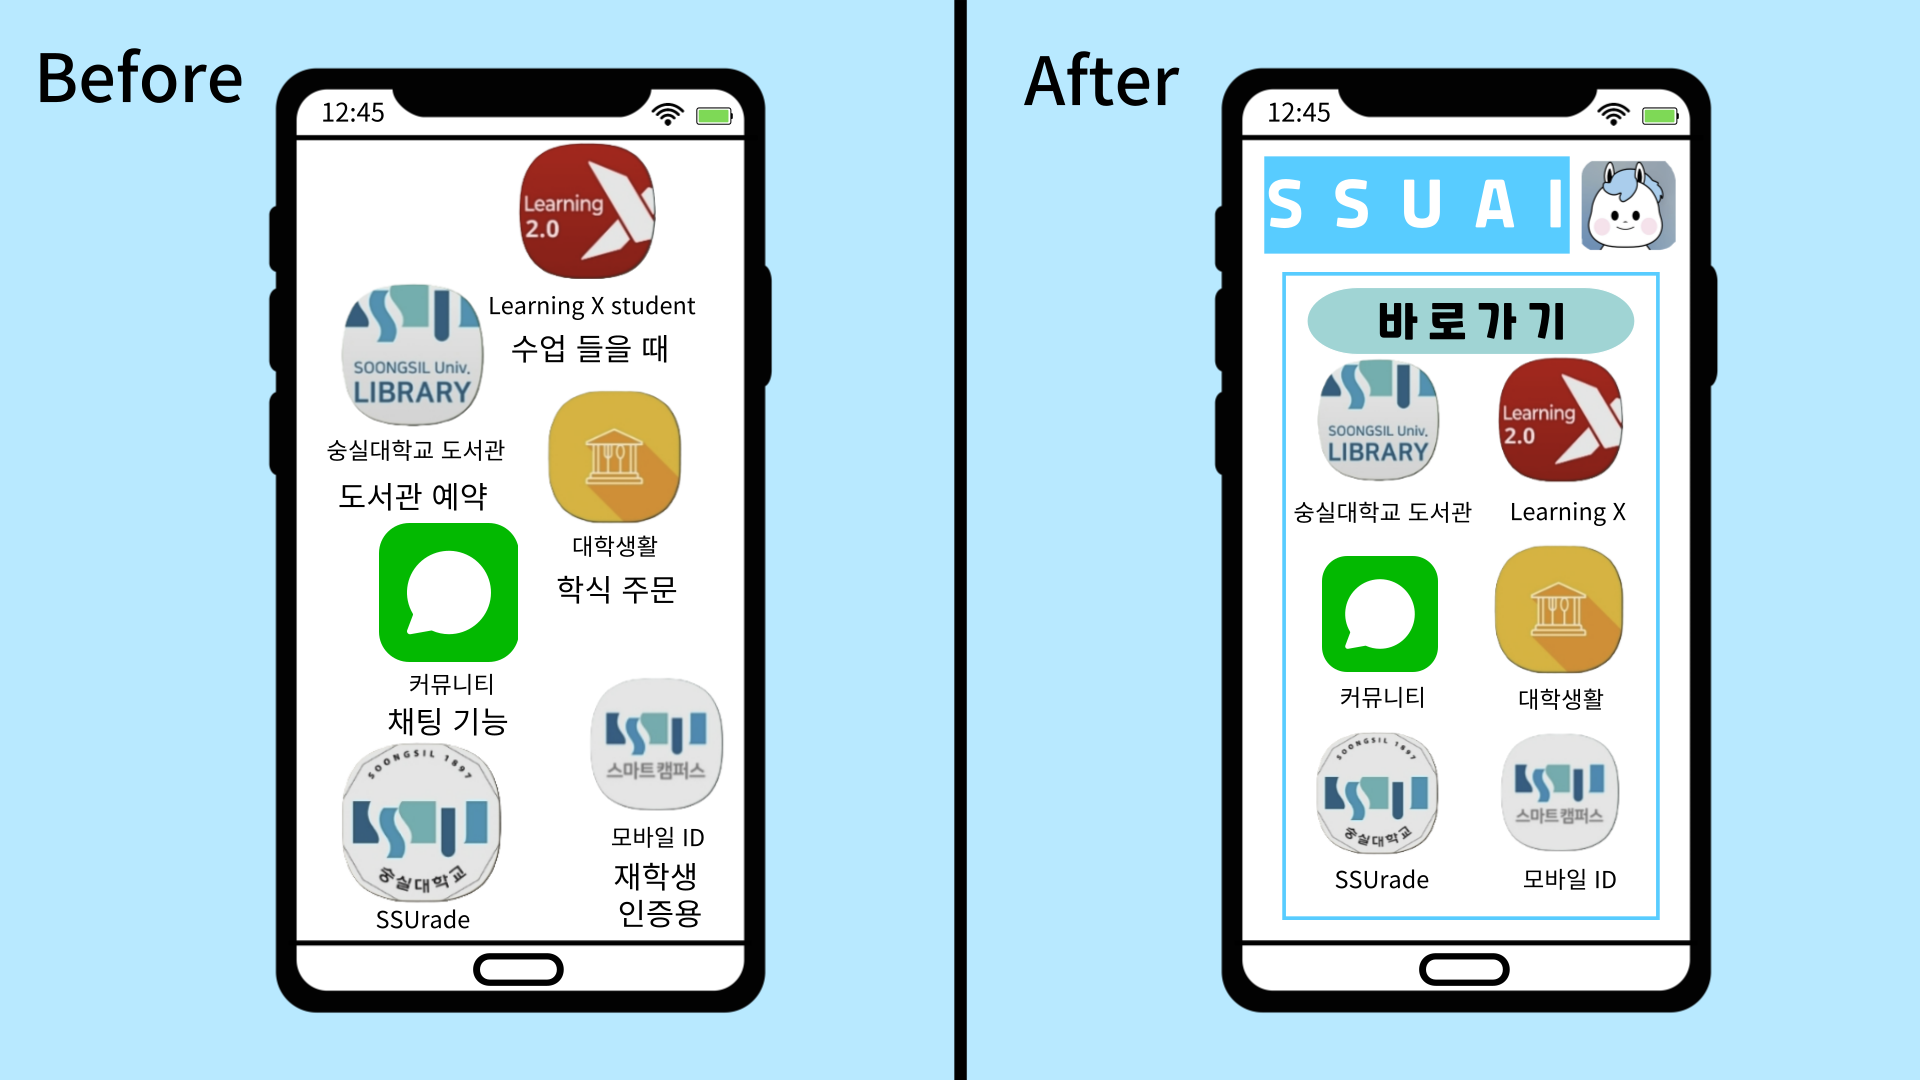 Before
12:45
Learning
2.0
Learning X student
수업 들을 때
SOONGSIL Univ.
LIBRARY
숭실대학교 도서관
도서관 예약
대학생활
학식 주문
커뮤니티
채팅 기능
SOONGSIL 1897
숭실대학교
SSUrade
스마트캠퍼스
모바일 ID
재학생
인증용
After
12:45
S S U A I
바로가기
SOONGSIL Univ.
LIBRARY
숭실대학교 도서관
Learning
2.0
Learning X
커뮤니티
대학생활
SOONGSIL 1897
숭실대학교
SSUrade
스마트캠퍼스
모바일 ID